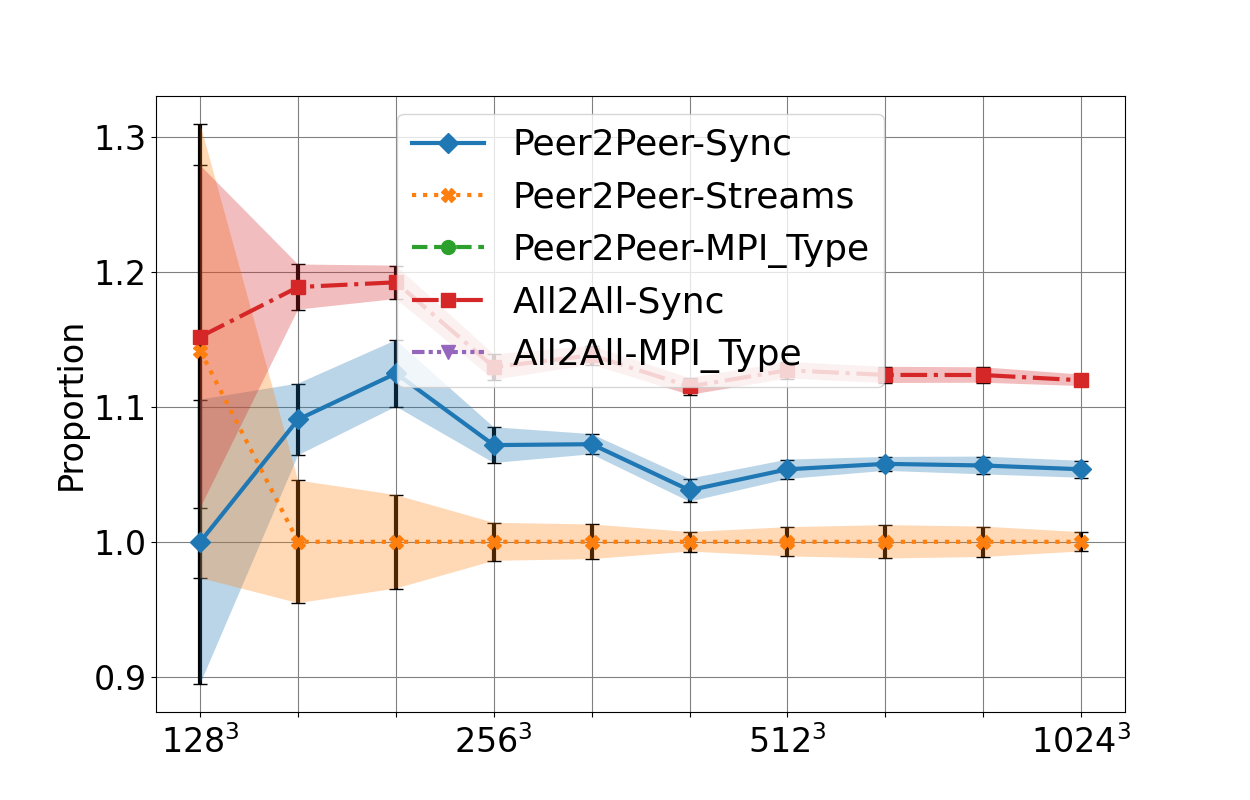 1.3
1.2
1.1
1.0
0.9
Proportion
Peer2Peer-Sync
Peer2Peer-Streams
Peer2Peer-MPI_Type
All2All-Sync
All2All-MPI_Type
128³ 256³ 512³ 1024³